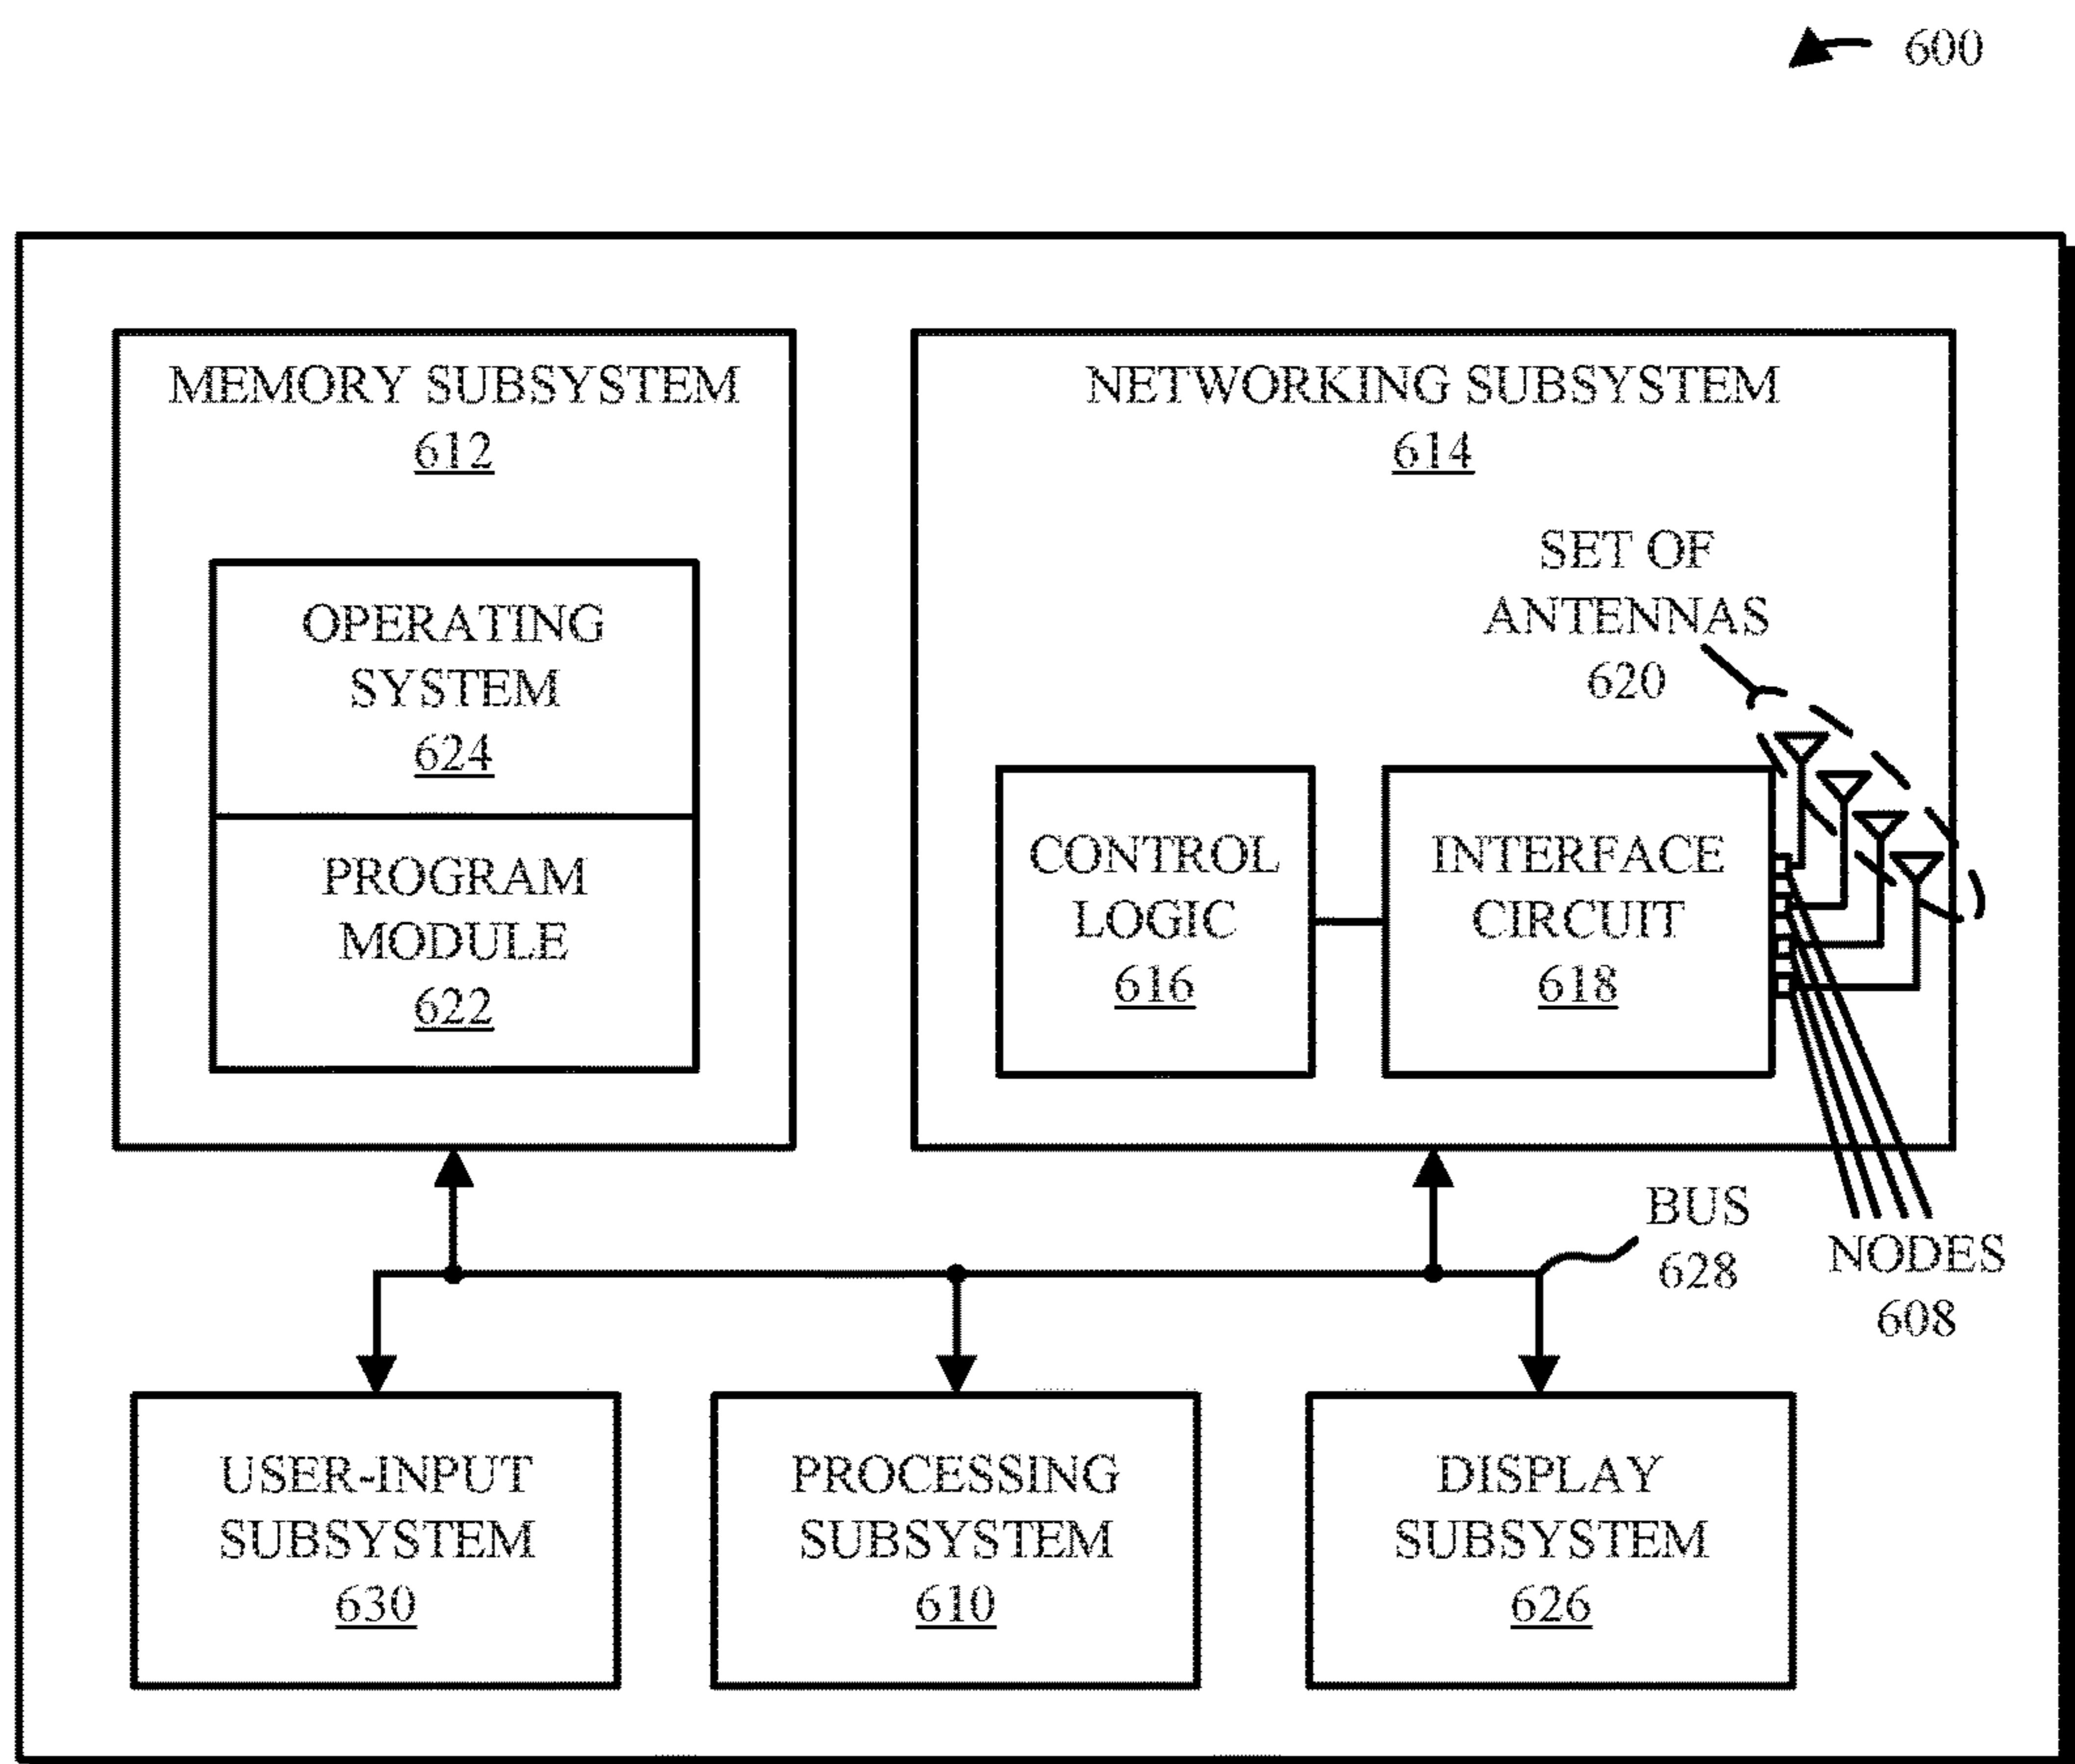 600
MEMORY SUBSYSTEM
612
OPERATING
SYSTEM
624
PROGRAM
MODULE
622
NETWORKING SUBSYSTEM
614
SET OF
ANTENNAS
620
CONTROL
LOGIC
616
INTERFACE
CIRCUIT
618
BUS
628
NODES
608
USER-INPUT
SUBSYSTEM
630
PROCESSING
SUBSYSTEM
610
DISPLAY
SUBSYSTEM
626